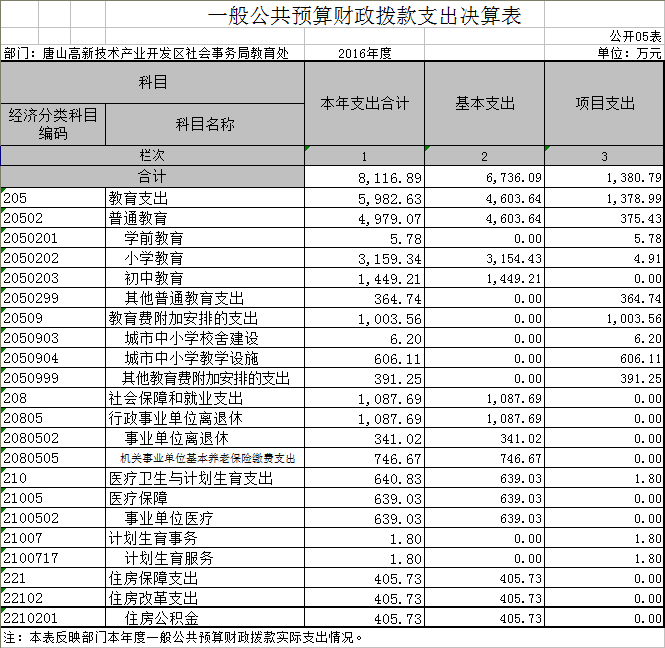 一般公共预算财政拨款支出决算表
公开05表
部门：唐山高新技术产业开发区社会事务局教育处 2016年度 单位：万元
科目 本年支出合计 基本支出 项目支出
经济分类科目编码 科目名称
栏次 1 2 3
合计 8,116.89 6,736.09 1,380.79
205 教育支出 5,982.63 4,603.64 1,378.99
20502 普通教育 4,979.07 4,603.64 375.43
2050201 学前教育 5.78 0.00 5.78
2050202 小学教育 3,159.34 3,154.43 4.91
2050203 初中教育 1,449.21 1,449.21 0.00
2050299 其他普通教育支出 364.74 0.00 364.74
20509 教育费附加安排的支出 1,003.56 0.00 1,003.56
2050903 城市中小学校舍建设 6.20 0.00 6.20
2050904 城市中小学教学设施 606.11 0.00 606.11
2050999 其他教育费附加安排的支出 391.25 0.00 391.25
208 社会保障和就业支出 1,087.69 1,087.69 0.00
20805 行政事业单位离退休 1,087.69 1,087.69 0.00
2080502 事业单位离退休 341.02 341.02 0.00
2080505 机关事业单位基本养老保险缴费支出 746.67 746.67 0.00
210 医疗卫生与计划生育支出 640.83 639.03 1.80
21005 医疗保障 639.03 639.03 0.00
2100502 事业单位医疗 639.03 639.03 0.00
21007 计划生育事务 1.80 0.00 1.80
2100717 计划生育服务 1.80 0.00 1.80
221 住房保障支出 405.73 405.73 0.00
22102 住房改革支出 405.73 405.73 0.00
2210201 住房公积金 405.73 405.73 0.00
注：本表反映部门本年度一般公共预算财政拨款实际支出情况。